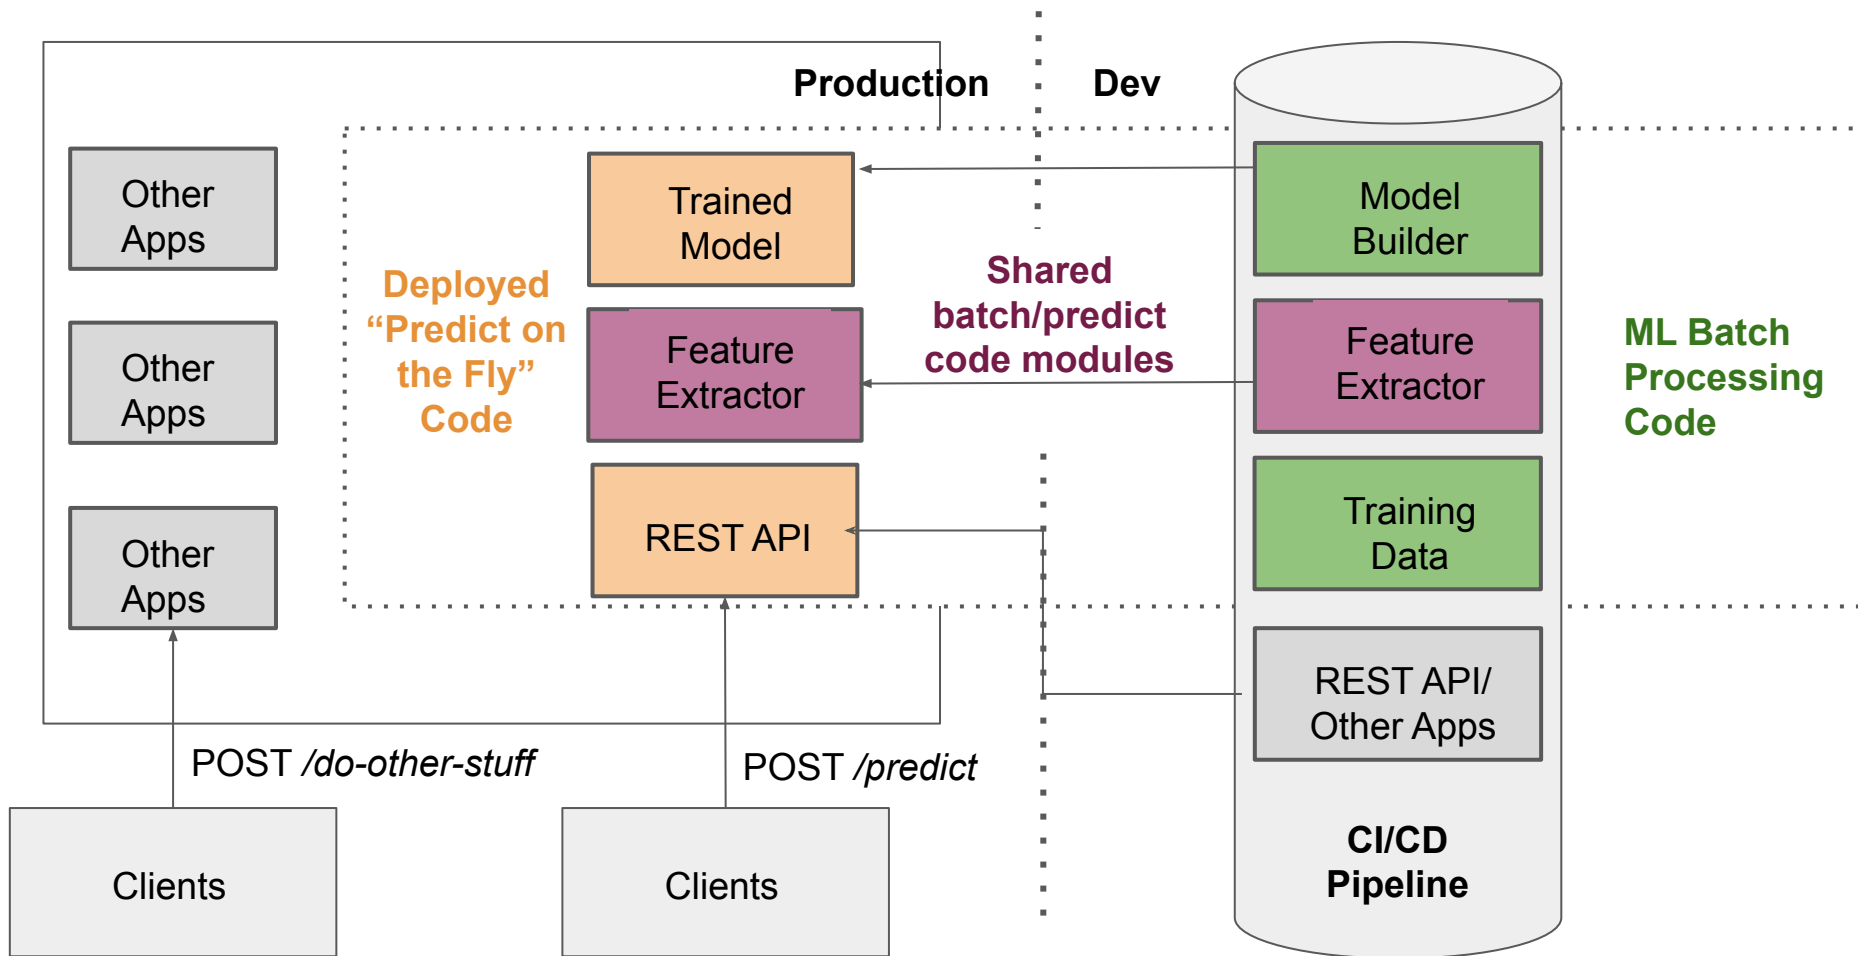 Production
Dev
Other
Apps
Other
Apps
Other
Apps
Deployed
“Predict on
the Fly”
Code
Trained
Model
Feature
Extractor
REST API
Shared
batch/predict
code modules
Model
Builder
Feature
Extractor
Training
Data
REST API/
Other Apps
CI/CD
Pipeline
ML Batch
Processing
Code
POST /do-other-stuff
POST /predict
Clients
Clients